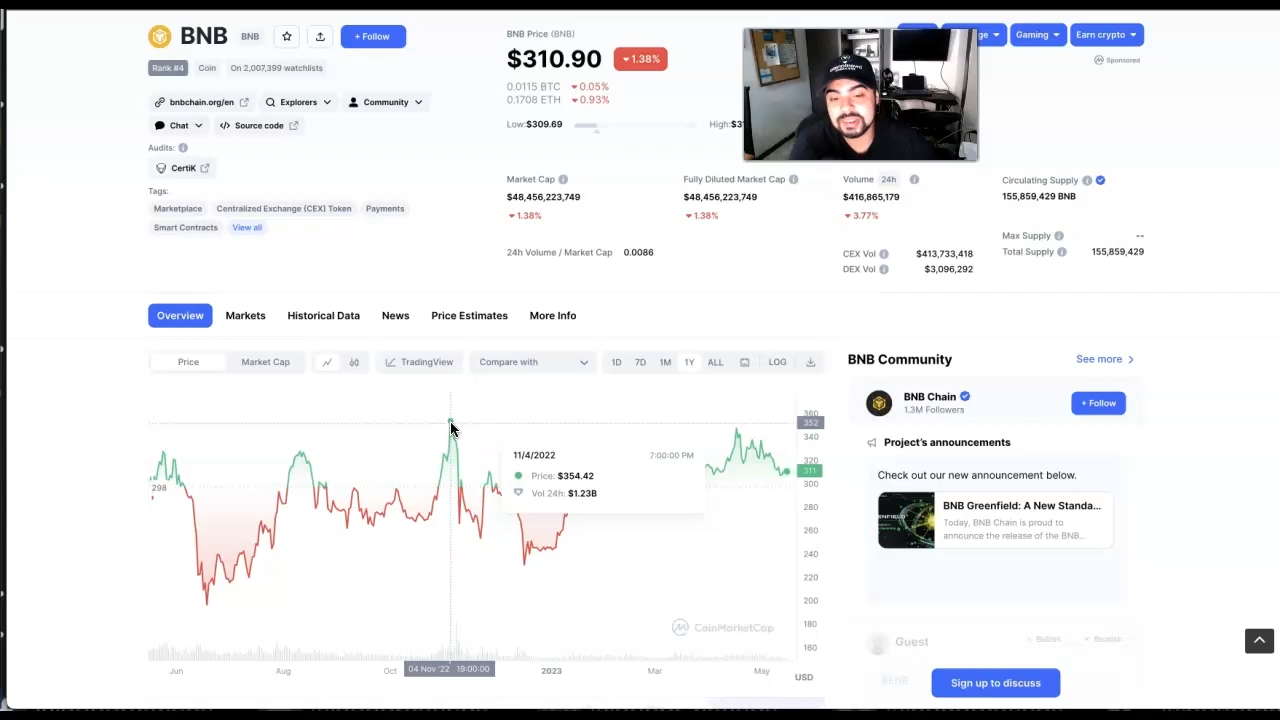 BNB BNB
+ Follow
Rank #4 Coin On 2,007,399 watchlists
bnbchain.org/en Explorers Community
Chat Source code
Audits:
CertiK
Tags:
Marketplace Centralized Exchange (CEX) Token Payments
Smart Contracts View all
BNB Price (BNB)
$310.90 1.38%
0.0115 BTC 0.05%
0.1708 ETH 0.93%
Low:$309.69 High:$3
Gaming Earn crypto
Sponsored
Market Cap
$48,456,223,749
1.38%
24h Volume / Market Cap 0.0086
Fully Diluted Market Cap
$48,456,223,749
1.38%
Volume 24h
$416,865,179
3.77%
CEX Vol $413,733,418
DEX Vol $3,096,292
Circulating Supply
155,859,429 BNB
Max Supply --
Total Supply 155,859,429
Overview Markets Historical Data News Price Estimates More Info
Price Market Cap TradingView Compare with 1D 7D 1M 1Y ALL LOG
360
352
340
320
311
300
280
260
240
220
200
180
160
298
11/4/2022 7:00:00 PM
Price: $354.42
Vol 24h: $1.23B
CoinMarketCap
Jun Aug Oct 04 Nov '22 19:00:00 2023 Mar May
USD
BNB Community See more
BNB Chain
1.3M Followers
+ Follow
Project's announcements
Check out our new announcement below.
BNB Greenfield: A New Standa...
Today, BNB Chain is proud to
announce the release of the BNB...
Guest Bullish Bearish
$BNB
Sign up to discuss